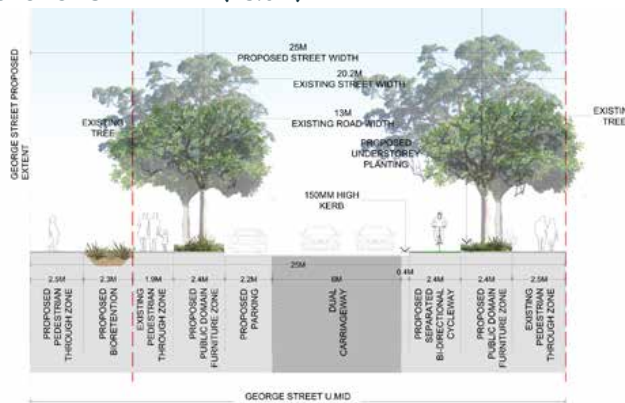 25M
PROPOSED STREET WIDTH
20.2M
EXISTING STREET WIDTH
13M
EXISTING ROAD WIDTH
GEORGE STREET PROPOSED
EXTENT
EXISTING
TREE
PROPOSED
UNDERSTOREY
PLANTING
EXISTIN
TREE
150MM HIGH
KERB
25M
2.5M
2.3M
1.9M
2.4M
2.2M
6M
0.4M
2.4M
2.4M
2.5M
PROPOSED
PEDESTRIAN
THROUGH ZONE
PROPOSED
BIORETENTION
EXISTING
PEDESTRIAN
THROUGH ZONE
PROPOSED
PUBLIC DOMAIN
FURNITURE ZONE
PROPOSED
PARKING
DUAL
CARRIAGEWAY
PROPOSED
SEPARATED
BI-DIRECTIONAL
CYCLEWAY
PROPOSED
PUBLIC DOMAIN
FURNITURE ZONE
EXISTING
PEDESTRIAN
THROUGH ZONE
GEORGE STREET U.MID